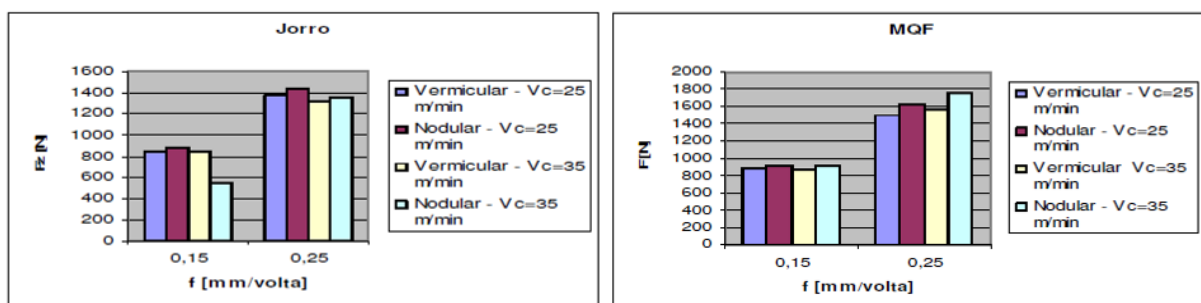 Jorro
Fz [N]
1600
1400
1200
1000
800
600
400
200
0
0,15
0,25
f [mm/volta]
Vermicular - Vc=25
m/min
Nodular - Vc=25
m/min
Vermicular - Vc=35
m/min
Nodular - Vc=35
m/min
MQF
F[N
2000
1800
1600
1400
1200
1000
800
600
400
200
0
0,15
0,25
f [mm/volta]
Vermicular - Vc=25
m/min
Nodular - Vc=25
m/min
Vermicular Vc=35
m/min
Nodular - Vc=35
m/min